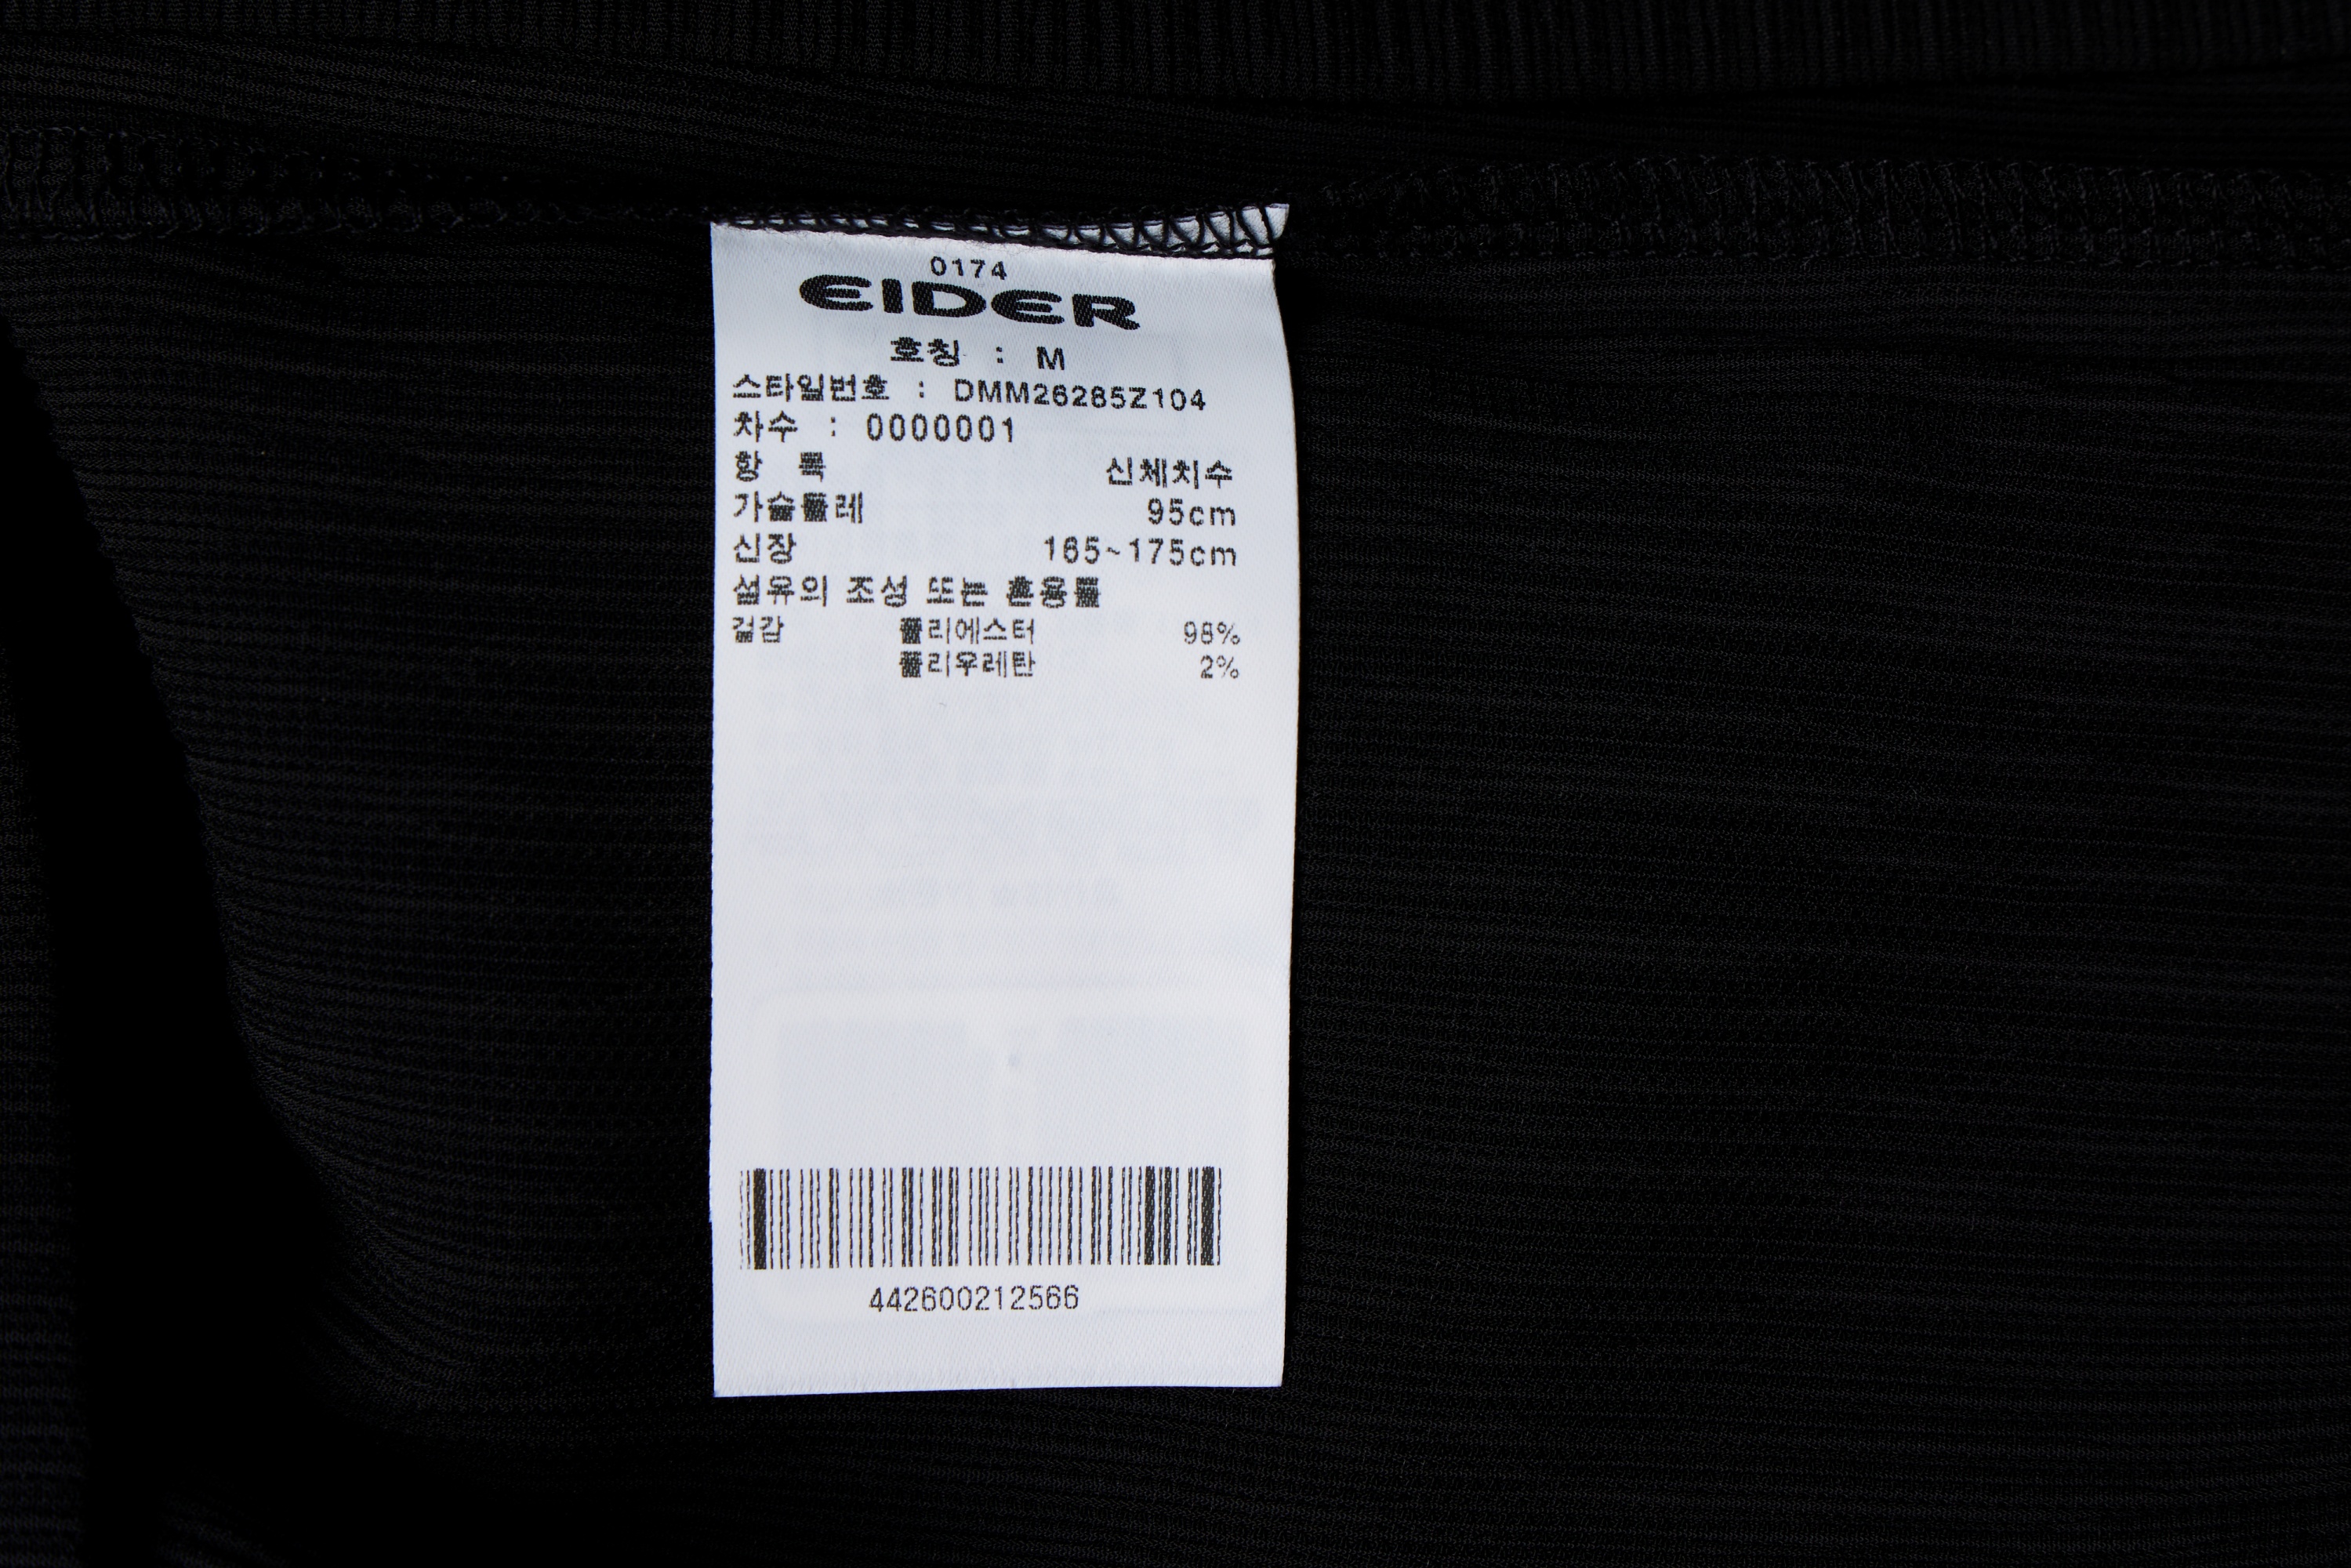 0174
EIDER
호칭 : M
스타일번호 : DMM26285Z104
차수 : 0000001
항 목 신체치수
가슴둘레 95cm
신장 165~175cm
섬유의 조성 또는 혼용률
겉감 폴리에스터 98%
폴리우레탄 2%
442600212566